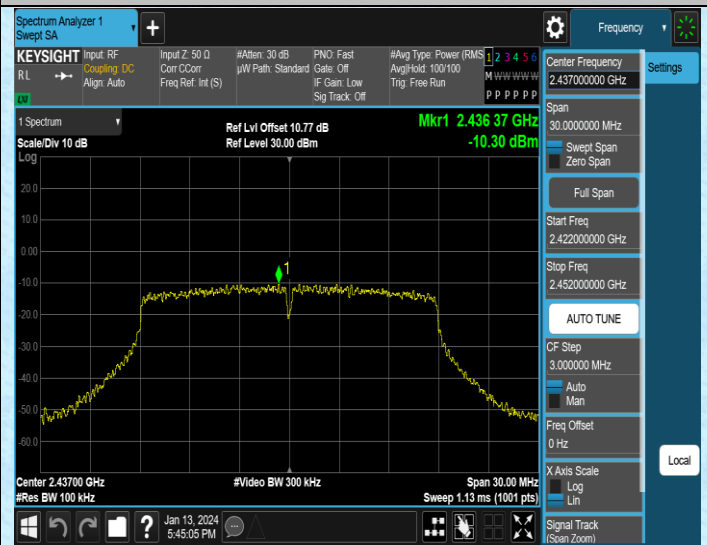 Spectrum Analyzer 1
Swept SA
+
Frequency
KEYSIGHT
RL
LXI
Input: RF
Coupling: DC
Align: Auto
Input Z: 50 Ω
Corr CCorr
Freq Ref: Int (S)
#Atten: 30 dB
µW Path: Standard
PNO: Fast
Gate: Off
IF Gain: Low
Sig Track: Off
#Avg Type: Power (RMS
Avg|Hold: 100/100
Trig: Free Run
1 2 3 4 5 6
M W W W W W
P P P P P P
1 Spectrum
Scale/Div 10 dB
Log
Ref Lvl Offset 10.77 dB
Ref Level 30.00 dBm
Mkr1 2.436 37 GHz
-10.30 dBm
20.0
10.0
0.00
-10.0
-20.0
-30.0
-40.0
-50.0
-60.0
1
Center 2.43700 GHz
#Res BW 100 kHz
#Video BW 300 kHz
Span 30.00 MHz
Sweep 1.13 ms (1001 pts)
?
Jan 13, 2024
5:45:05 PM
Center Frequency
2.437000000 GHz
Span
30.0000000 MHz
Swept Span
Zero Span
Full Span
Start Freq
2.422000000 GHz
Stop Freq
2.452000000 GHz
AUTO TUNE
CF Step
3.000000 MHz
Auto
Man
Freq Offset
0 Hz
X Axis Scale
Log
Lin
Signal Track
(Span Zoom)
Settings
Local